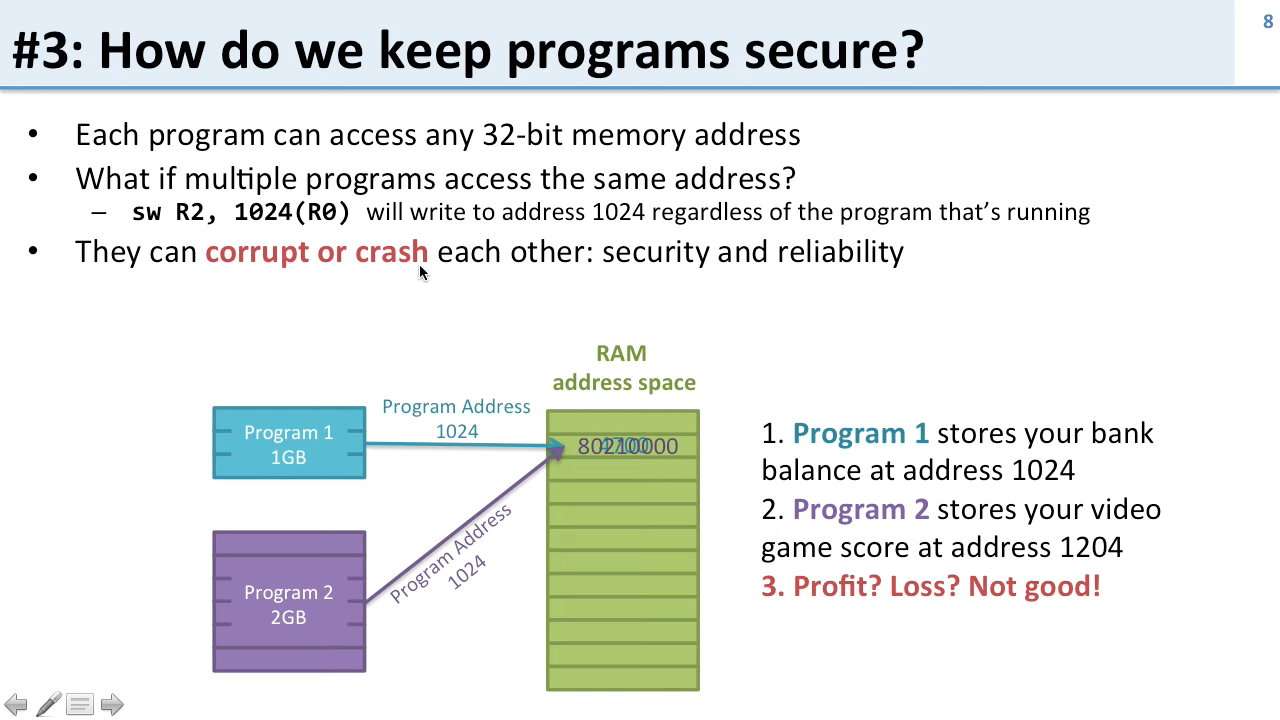 8
#3: How do we keep programs secure?
• Each program can access any 32-bit memory address
• What if multiple programs access the same address?
– sw R2, 1024(R0) will write to address 1024 regardless of the program that's running
• They can corrupt or crash each other: security and reliability
RAM
address space
Program Address
1024
Program 1
1GB
Program Address
1024
Program 2
2GB
80210000
1. Program 1 stores your bank
balance at address 1024
2. Program 2 stores your video
game score at address 1204
3. Profit? Loss? Not good!